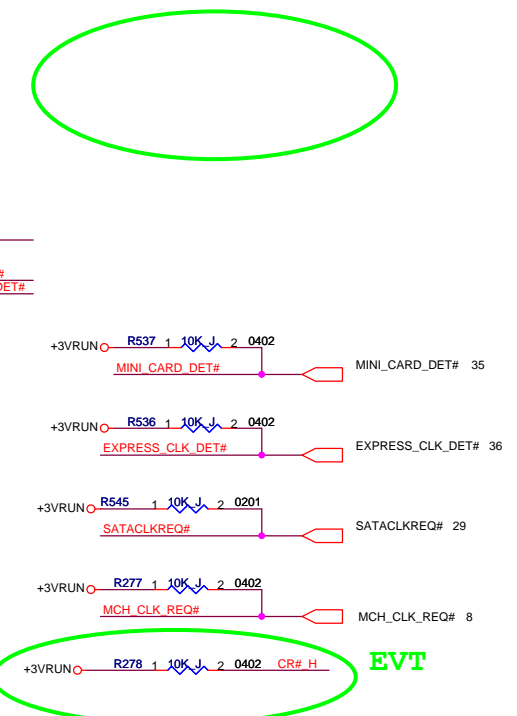 #
DET#
+3VRUN R537 1 10K_J 2 0402
MINI_CARD_DET# MINI_CARD_DET# 35
+3VRUN R536 1 10K_J 2 0402
EXPRESS_CLK_DET# EXPRESS_CLK_DET# 36
+3VRUN R545 1 10K_J 2 0201
SATACLKREQ# SATACLKREQ# 29
+3VRUN R277 1 10K_J 2 0402
MCH_CLK_REQ# MCH_CLK_REQ# 8
+3VRUN R278 1 10K_J 2 0402 CR#_H EVT